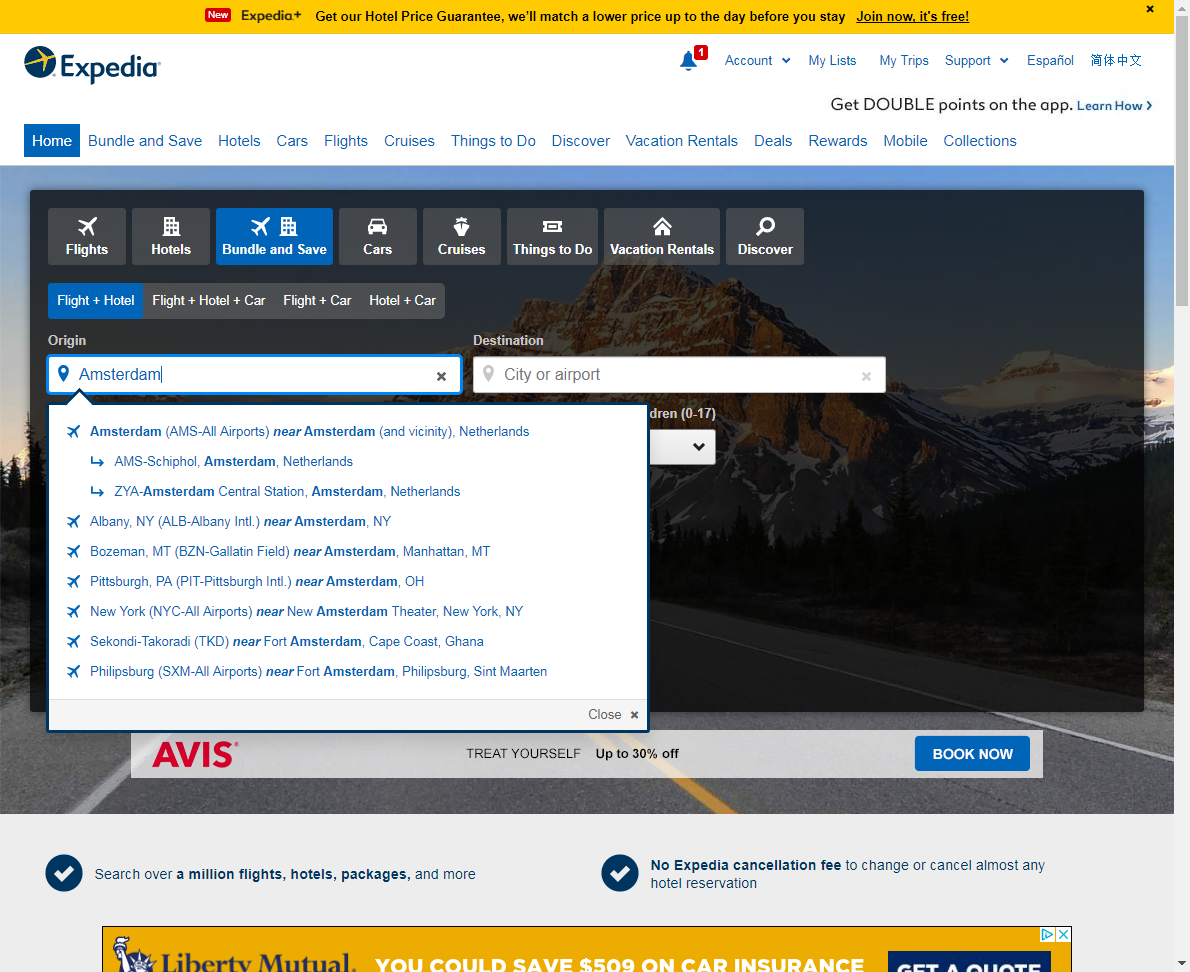 New Expedia+ Get our Hotel Price Guarantee, we'll match a lower price up to the day before you stay Join now, it's free!
Expedia
1 Account My Lists My Trips Support Español 简体中文
Get DOUBLE points on the app. Learn How
Home Bundle and Save Hotels Cars Flights Cruises Things to Do Discover Vacation Rentals Deals Rewards Mobile Collections
Flights Hotels Bundle and Save Cars Cruises Things to Do Vacation Rentals Discover
Flight + Hotel Flight + Hotel + Car Flight + Car Hotel + Car
Origin Destination
Amsterdam City or airport
dren (0-17)
Amsterdam (AMS-All Airports) near Amsterdam (and vicinity), Netherlands
AMS-Schiphol, Amsterdam, Netherlands
ZYA-Amsterdam Central Station, Amsterdam, Netherlands
Albany, NY (ALB-Albany Intl.) near Amsterdam, NY
Bozeman, MT (BZN-Gallatin Field) near Amsterdam, Manhattan, MT
Pittsburgh, PA (PIT-Pittsburgh Intl.) near Amsterdam, OH
New York (NYC-All Airports) near New Amsterdam Theater, New York, NY
Sekondi-Takoradi (TKD) near Fort Amsterdam, Cape Coast, Ghana
Philipsburg (SXM-All Airports) near Fort Amsterdam, Philipsburg, Sint Maarten
Close
AVIS TREAT YOURSELF Up to 30% off BOOK NOW
Search over a million flights, hotels, packages, and more
No Expedia cancellation fee to change or cancel almost any
hotel reservation
Liberty Mutual. YOU COULD SAVE $509 ON CAR INSURANCE GET A QUOTE